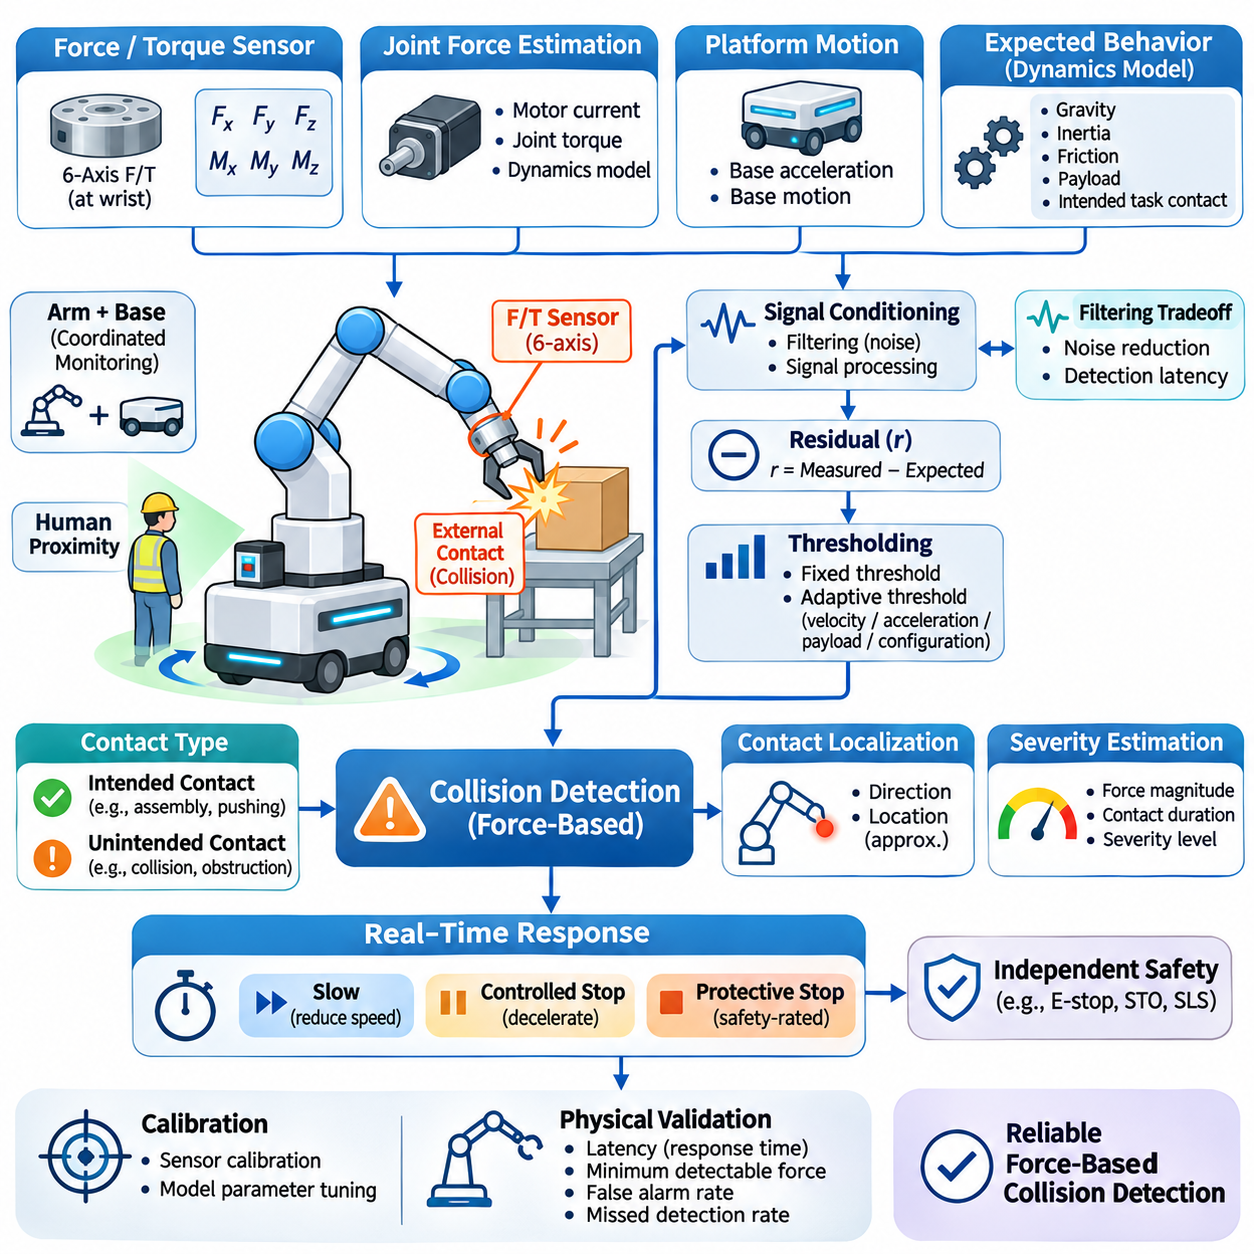 Force / Torque Sensor
6-Axis F/T
(at wrist)
Fx Fy Fz
Mx My Mz
Joint Force Estimation
• Motor current
• Joint torque
• Dynamics model
Platform Motion
• Base acceleration
• Base motion
Expected Behavior
(Dynamics Model)
• Gravity
• Inertia
• Friction
• Payload
• Intended task contact
Arm + Base
(Coordinated
Monitoring)
+
Human
Proximity
F/T Sensor
(6-axis)
External
Contact
(Collision)
Signal Conditioning
• Filtering (noise)
• Signal processing
Filtering Tradeoff
• Noise reduction
• Detection latency
Residual (r)
r = Measured − Expected
Thresholding
• Fixed threshold
• Adaptive threshold
(velocity / acceleration /
payload / configuration)
Contact Type
Intended Contact
(e.g., assembly, pushing)
Unintended Contact
(e.g., collision, obstruction)
Collision Detection
(Force-Based)
Contact Localization
• Direction
• Location
(approx.)
Severity Estimation
• Force magnitude
• Contact duration
• Severity level
Real-Time Response
Slow
(reduce speed)
Controlled Stop
(decelerate)
Protective Stop
(safety-rated)
Independent Safety
(e.g., E-stop, STO, SLS)
Calibration
• Sensor calibration
• Model parameter tuning
Physical Validation
• Latency (response time)
• Minimum detectable force
• False alarm rate
• Missed detection rate
Reliable
Force-Based
Collision Detection